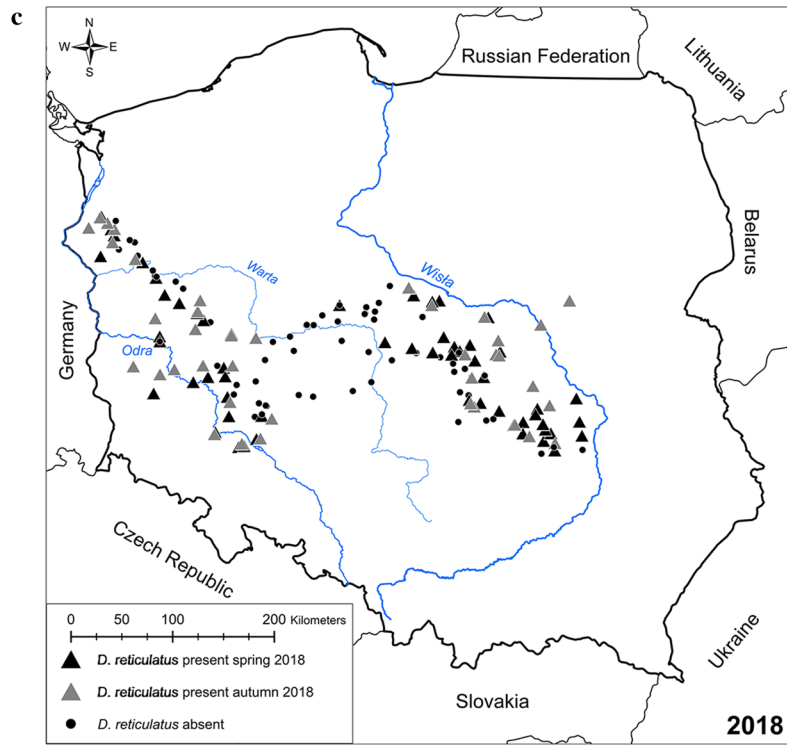 c
N
W E
S
Russian Federation
Lithuania
Belarus
Warta
Wisła
Germany
Odra
Czech Republic
Ukraine
0 50 100 200 Kilometers
D. reticulatus present spring 2018
D. reticulatus present autumn 2018
D. reticulatus absent
Slovakia
2018